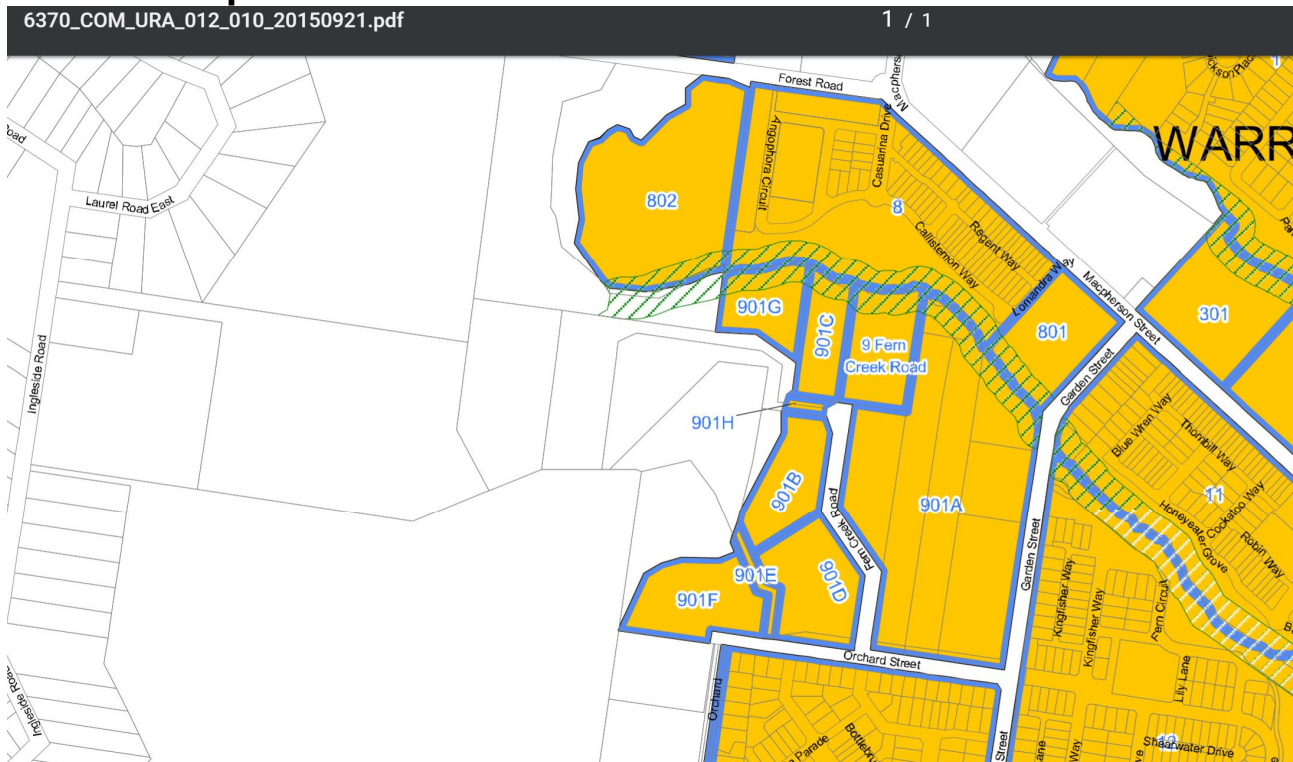 6370_COM_URA_012_010_20150921.pdf
1 / 1
Forest Road
Dickson Place
1
WARR
Road
Angophora Circuit
Casuarina Drive
Laurel Road East
802
8
Callistemon Way
Regent Way
Lomandra Way
Macpherson Street
901G
901C
9 Fern
Creek Road
801
301
Garden Street
Ingleside Road
901H
Blue Wren Way
Thornbill Way
901B
Fern Creek Road
901A
11
Cockatoo Way
Honeyeater Grove
Robin Way
Garden Street
901E
901D
901F
Kingfisher Way
Kingfisher Way
Fern Circuit
Orchard Street
Lily Lane
Ingleside Road
Orchard
Parade
Street
Way
Shearwater Drive
12